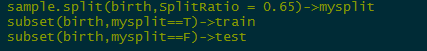 sample.split(birth,SplitRatio = 0.65)->mysplit
subset(birth,mysplit==T)->train
subset(birth,mysplit==F)->test